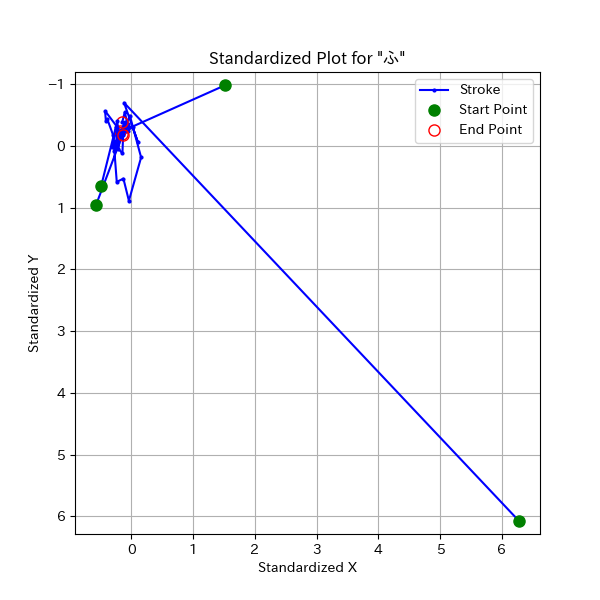 Standardized Plot for "ふ"
Stroke
Start Point
End Point
−1
0
1
2
3
4
5
6
Standardized Y
0 1 2 3 4 5 6
Standardized X